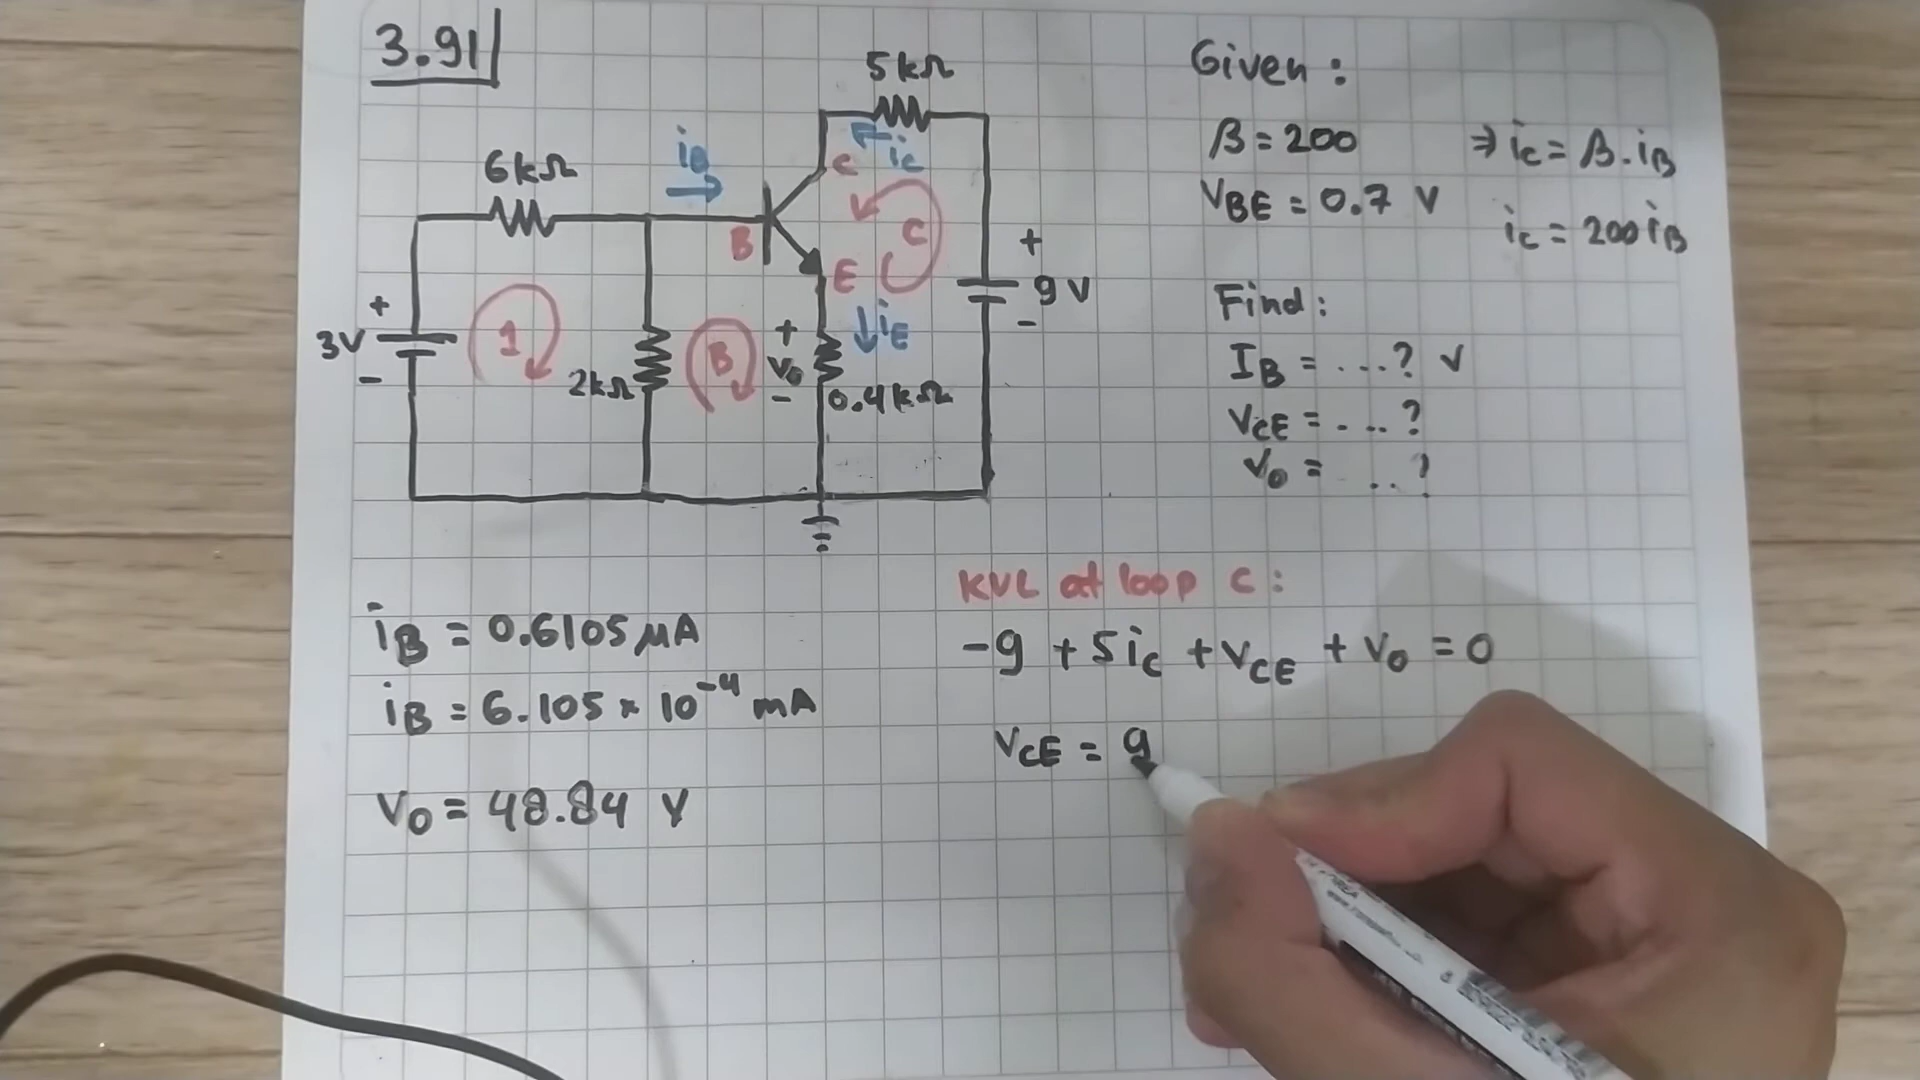 3.91
5kΩ
6kΩ
iB
ic
C
B
E
C
+
9V
-
iE
+
3V
-
1
2kΩ
B
+
Vo
-
0.4kΩ
Given:
β = 200 ⇒ ic = β.iB
VBE = 0.7 V ic = 200iB
Find:
IB = ....? √
VCE = - ...?
Vo = ...?
iB = 0.6105 μA
iB = 6.105 × 10⁻⁴ mA
Vo = 48.84 V
KVL at loop C:
-9 + 5ic + VCE + Vo = 0
VCE = 9